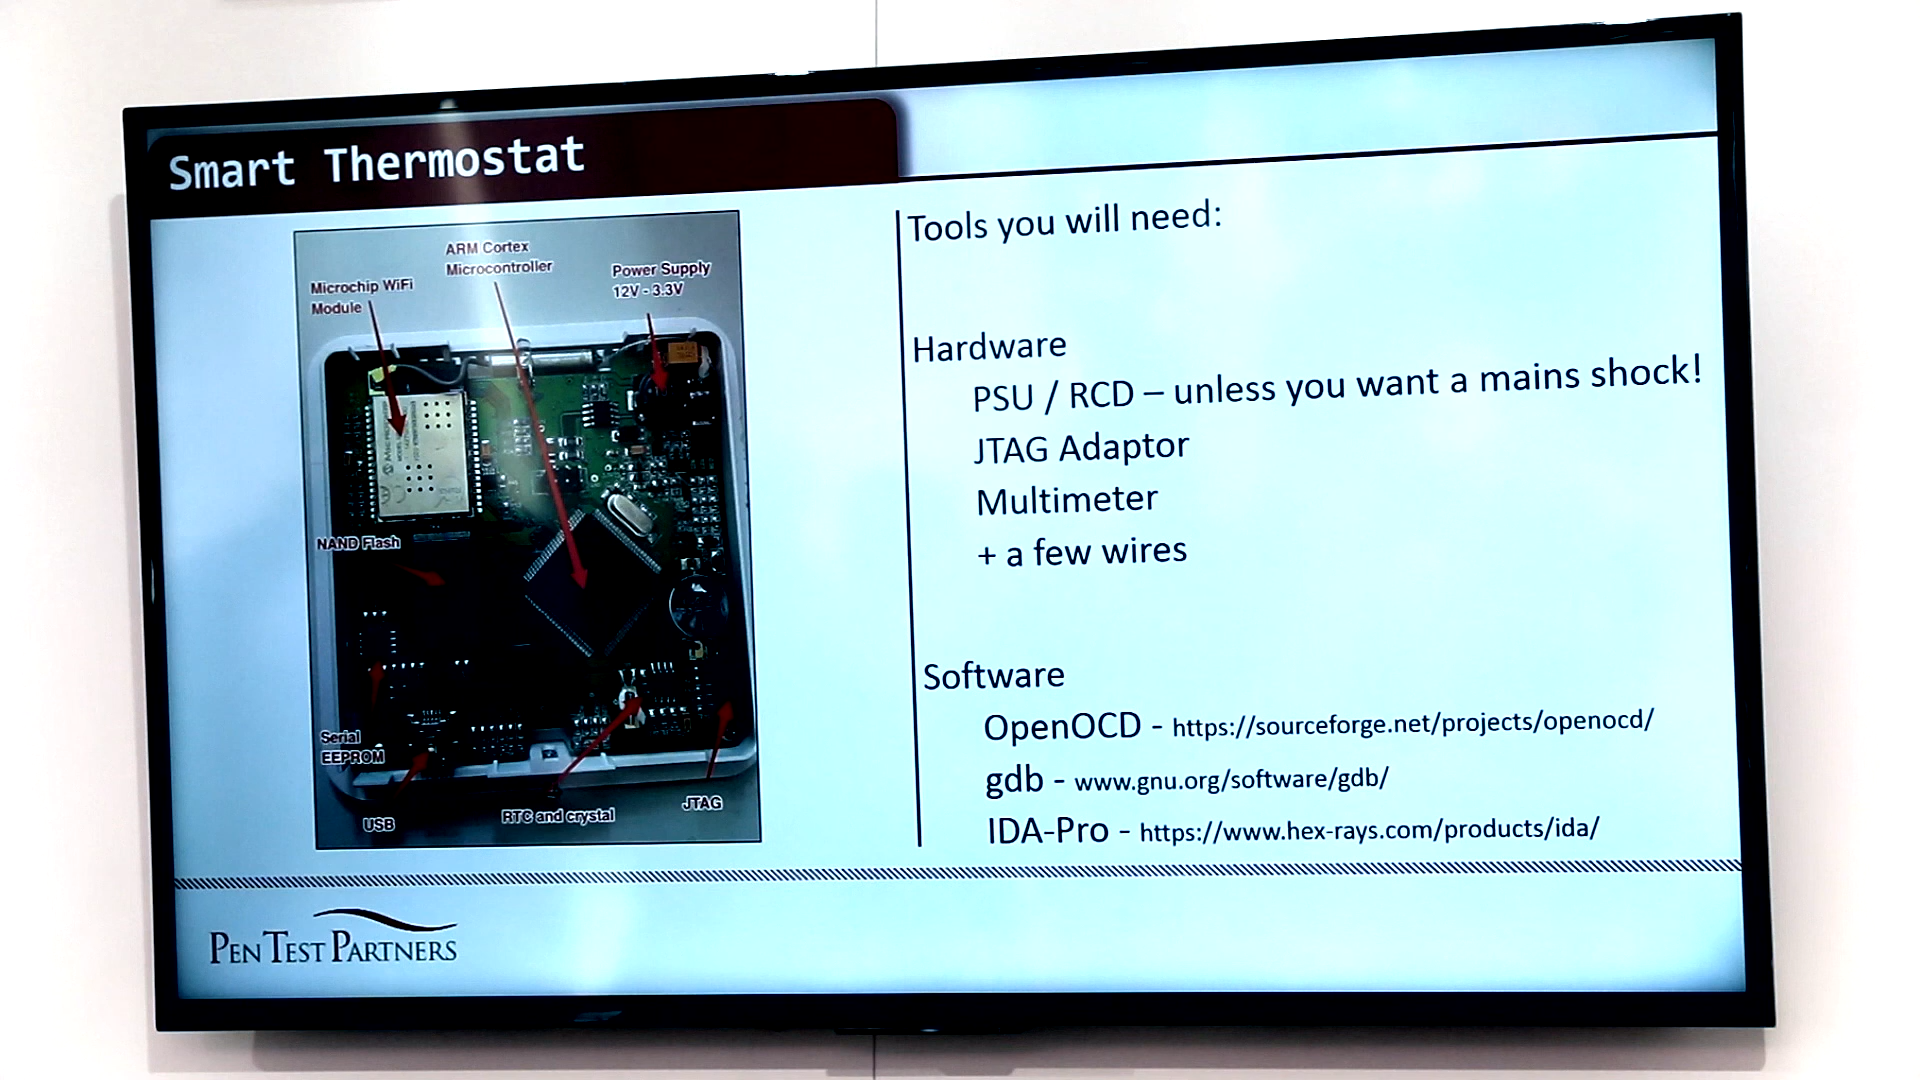 Smart Thermostat
ARM Cortex
Microcontroller
Microchip WiFi
Module
Power Supply
12V - 3.3V
NAND Flash
Serial
EEPROM
USB
RTC and crystal
JTAG
Tools you will need:
Hardware
PSU / RCD – unless you want a mains shock!
JTAG Adaptor
Multimeter
+ a few wires
Software
OpenOCD - https://sourceforge.net/projects/openocd/
gdb - www.gnu.org/software/gdb/
IDA-Pro - https://www.hex-rays.com/products/ida/
PEN TEST PARTNERS